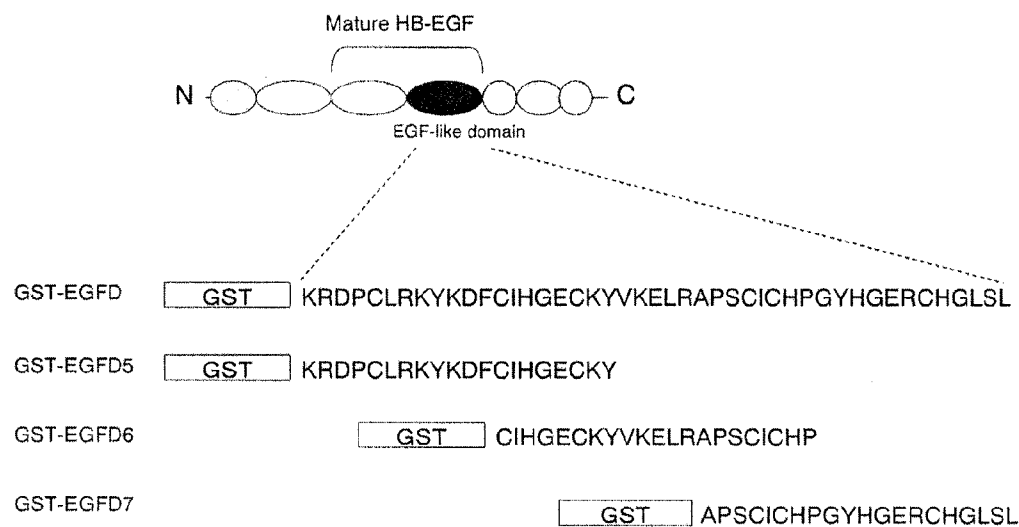 Mature HB-EGF
N C
EGF-like domain
GST-EGFD GST KRDPCLRKYKDFCIHGECKYVKELRAPSCICHPGYHGERCHGLSL
GST-EGFD5 GST KRDPCLRKYKDFCIHGECKY
GST-EGFD6 GST CIHGECKYVKELRAPSCICHP
GST-EGFD7 GST APSCICHPGYHGERCHGLSL